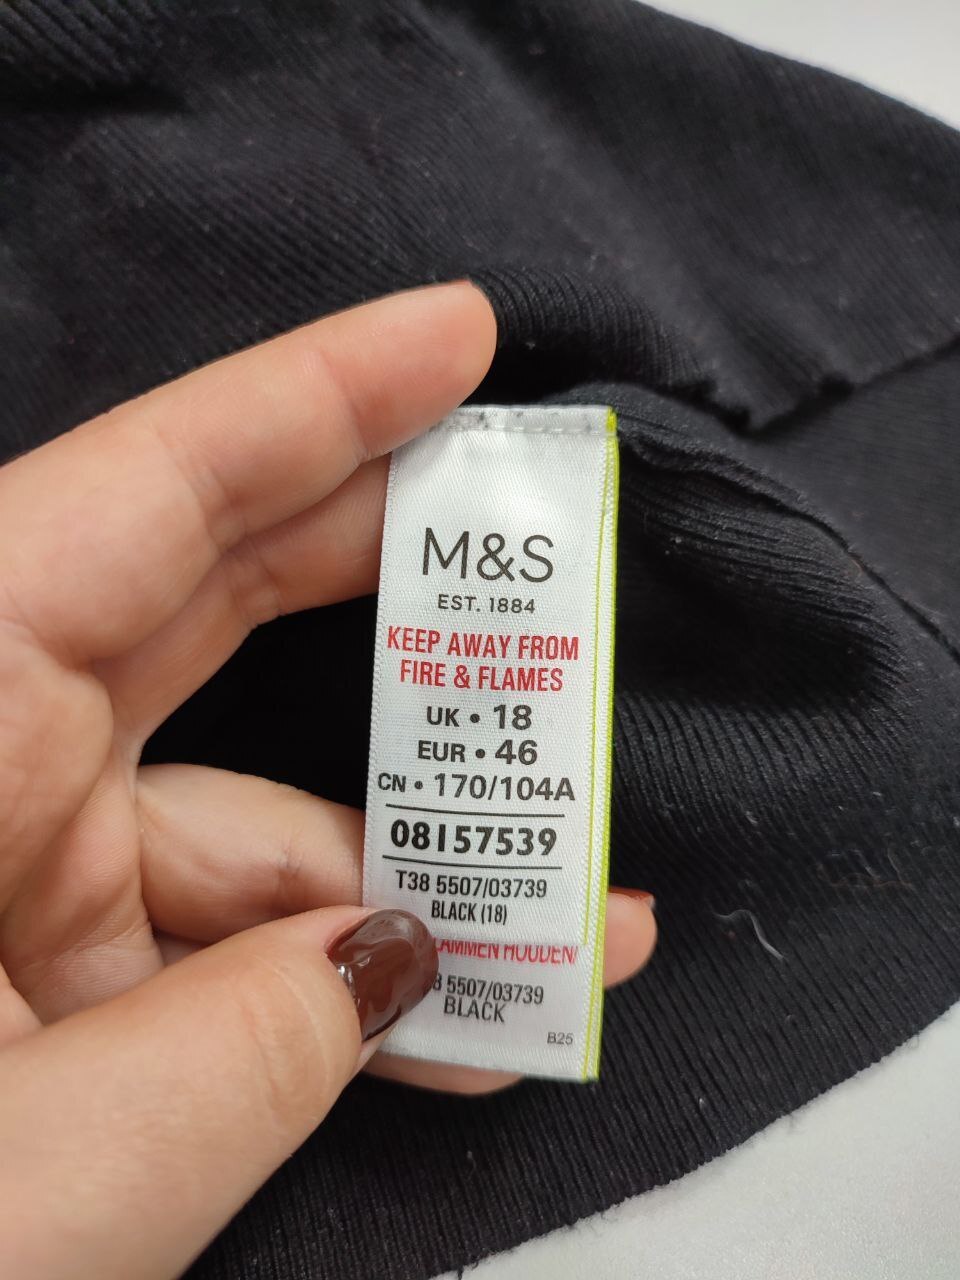 M&S
EST. 1884
KEEP AWAY FROM
FIRE & FLAMES
UK • 18
EUR • 46
CN • 170/104A
08157539
T38 5507/03739
BLACK (18)
HOUDEN/
5507/03739
BLACK
B25